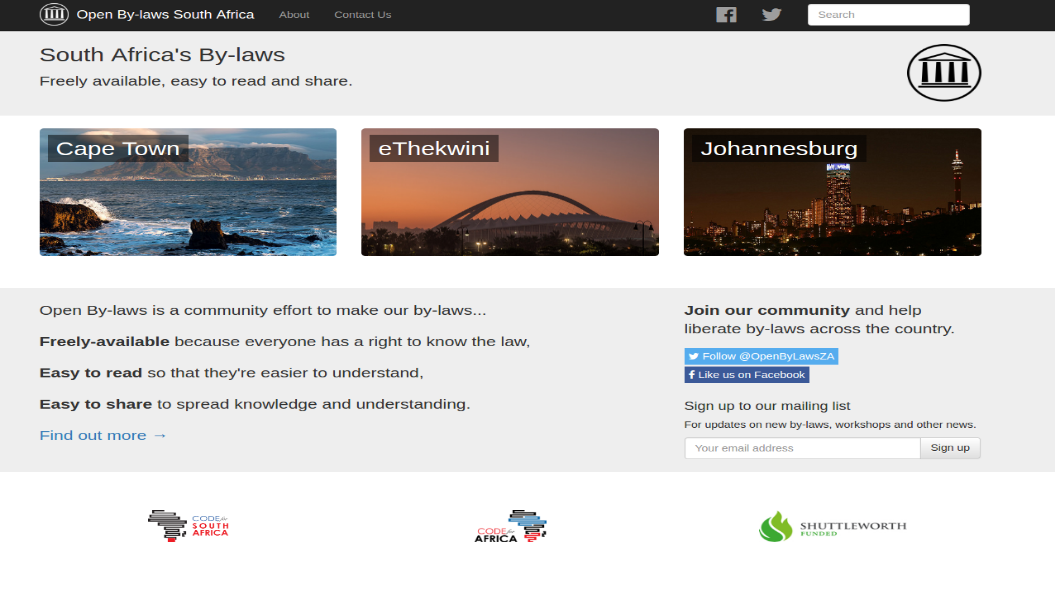 Open By-laws South Africa
About
Contact Us
Search
South Africa's By-laws
Freely available, easy to read and share.
Cape Town
eThekwini
Johannesburg
Open By-laws is a community effort to make our by-laws...
Freely-available because everyone has a right to know the law,
Easy to read so that they're easier to understand,
Easy to share to spread knowledge and understanding.
Find out more →
Join our community and help
liberate by-laws across the country.
Follow @OpenByLawsZA
Like us on Facebook
Sign up to our mailing list
For updates on new by-laws, workshops and other news.
Your email address
Sign up
CODE for
SOUTH
AFRICA
CODE for
AFRICA
SHUTTLEWORTH
FUNDED